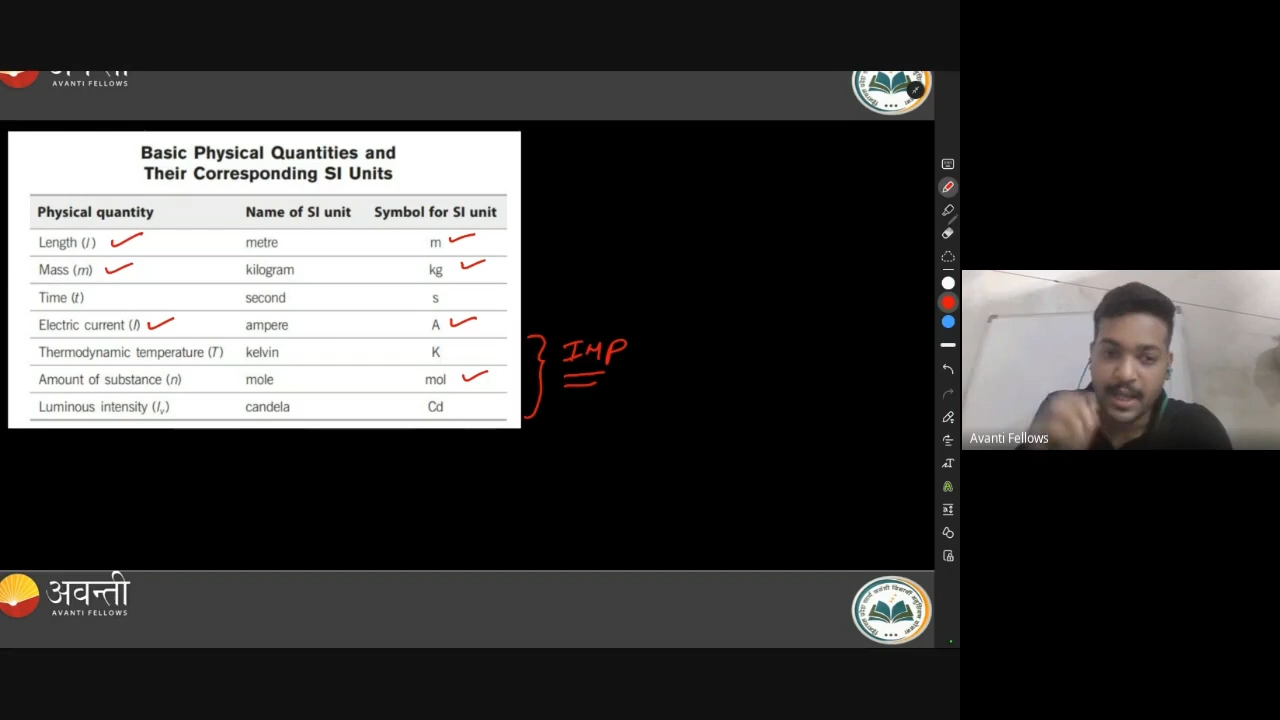 अवन्ती
AVANTI FELLOWS
Basic Physical Quantities and
Their Corresponding SI Units
Physical quantity Name of SI unit Symbol for SI unit
Length (l) metre m
Mass (m) kilogram kg
Time (t) second s
Electric current (I) ampere A
Thermodynamic temperature (T) kelvin K
Amount of substance (n) mole mol
Luminous intensity (Iv) candela Cd
IMP
Avanti Fellows
अवन्ती
AVANTI FELLOWS